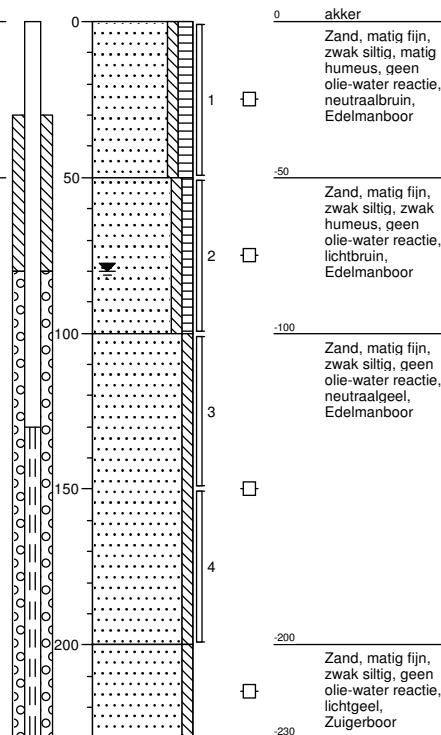 0
50
100
150
200
1
2
3
4
0
akker
Zand, matig fijn,
zwak siltig, matig
humeus, geen
olie-water reactie,
neutraalbruin,
Edelmanboor
-50
Zand, matig fijn,
zwak siltig, zwak
humeus, geen
olie-water reactie,
lichtbruin,
Edelmanboor
-100
Zand, matig fijn,
zwak siltig, geen
olie-water reactie,
neutraalgeel,
Edelmanboor
-200
Zand, matig fijn,
zwak siltig, geen
olie-water reactie,
lichtgeel,
Zuigerboor
-230